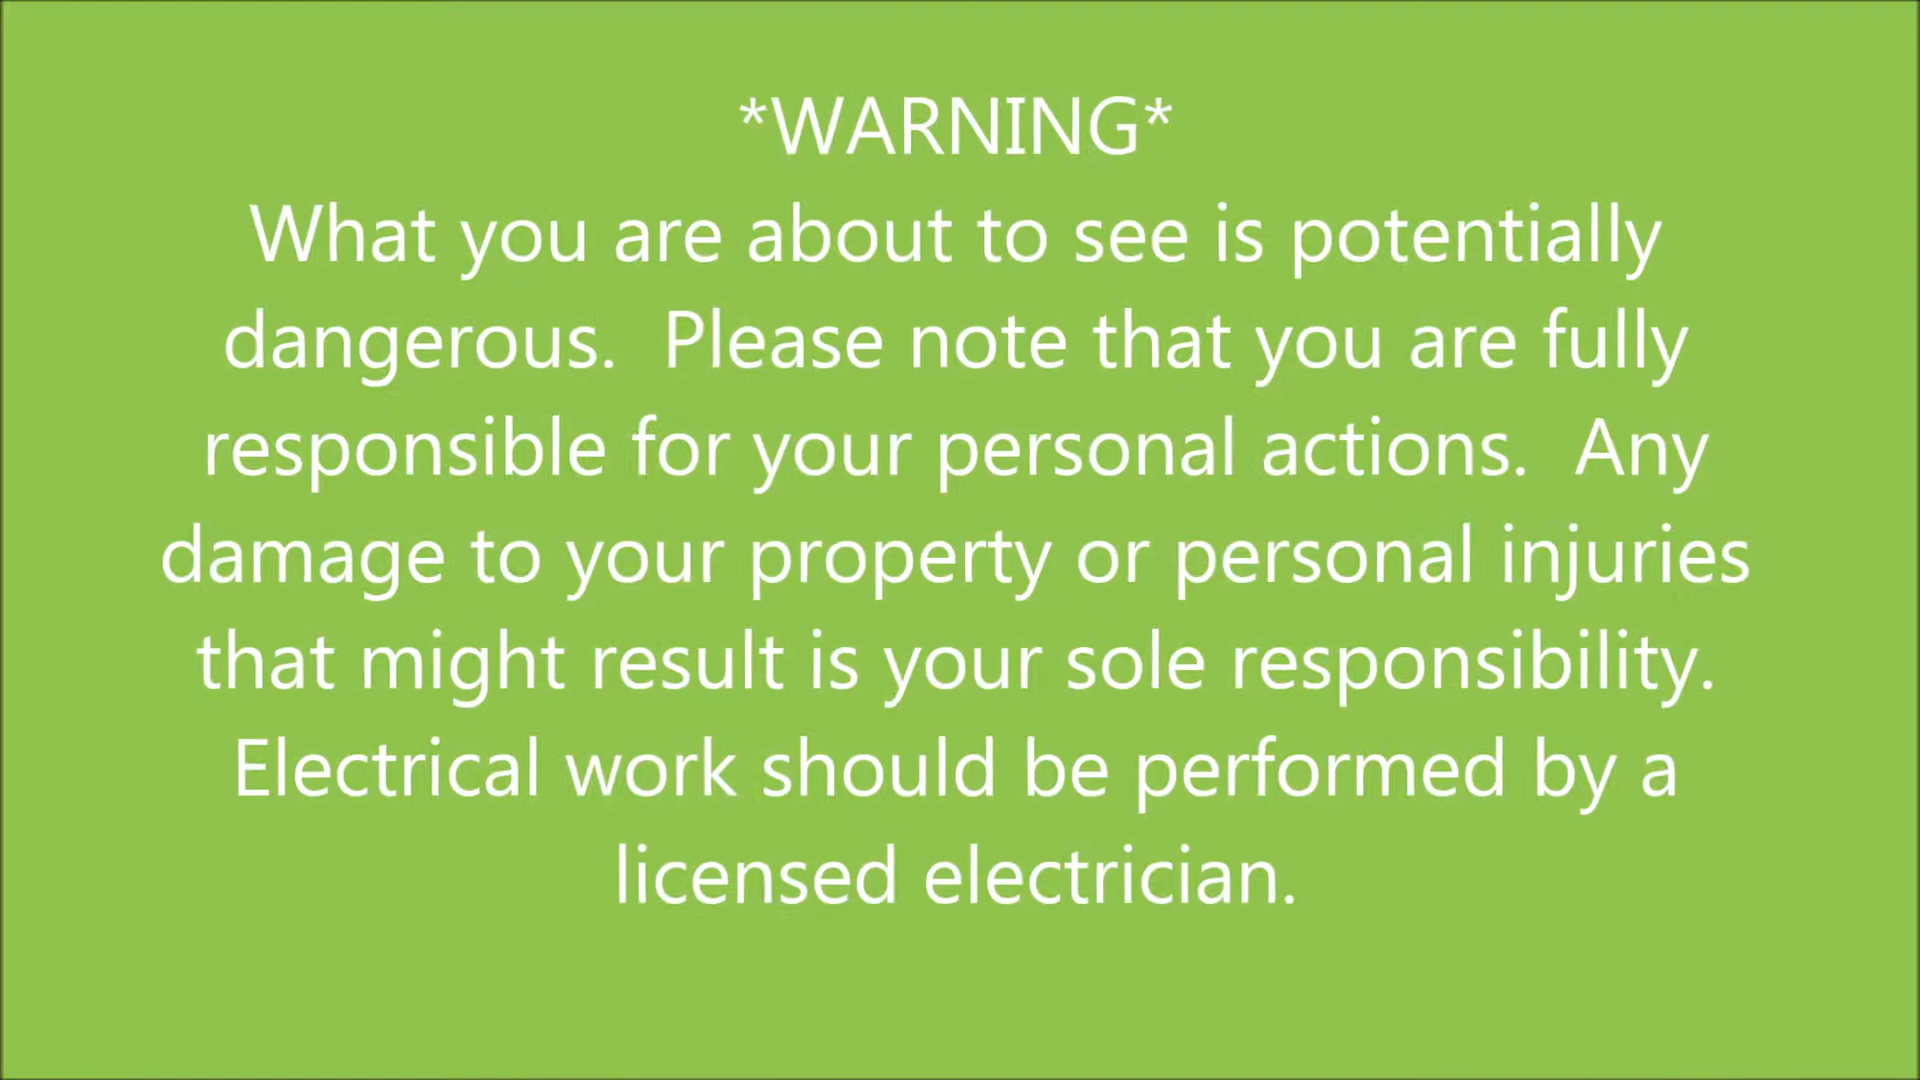 *WARNING*
What you are about to see is potentially
dangerous.  Please note that you are fully
responsible for your personal actions.  Any
damage to your property or personal injuries
that might result is your sole responsibility.
Electrical work should be performed by a
licensed electrician.